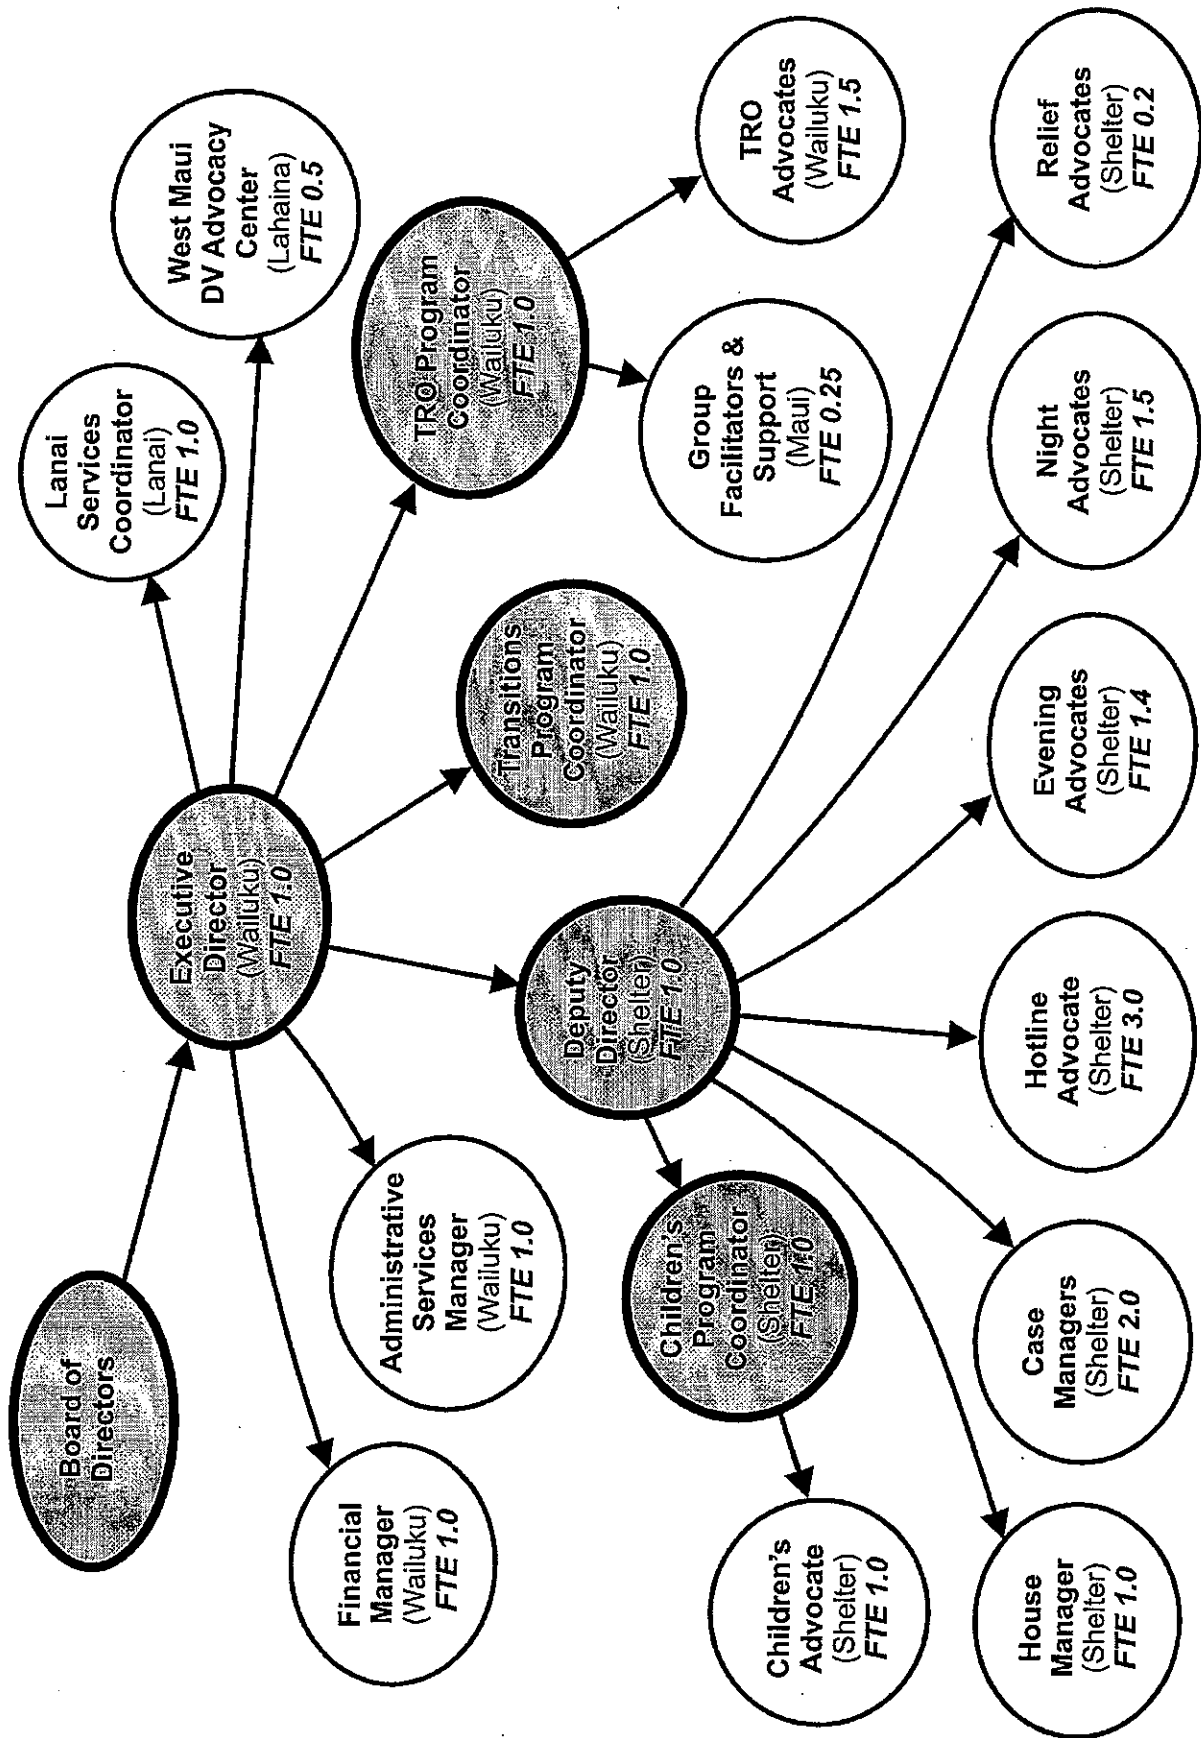 Board of
Directors
Executive
Director
(Wailuku)
FTE 1.0
Lanai
Services
Coordinator
(Lanai)
FTE 1.0
West Maui
DV Advocacy
Center
(Lahaina)
FTE 0.5
Financial
Manager
(Wailuku)
FTE 1.0
Administrative
Services
Manager
(Wailuku)
FTE 1.0
Deputy
Director
(Shelter)
FTE 1.0
Transitions
Program
Coordinator
(Wailuku)
FTE 1.0
TRO Program
Coordinator
(Wailuku)
FTE 1.0
Children's
Program
Coordinator
(Shelter)
FTE 1.0
Group
Facilitators &
Support
(Maui)
FTE 0.25
TRO
Advocates
(Wailuku)
FTE 1.5
Children's
Advocate
(Shelter)
FTE 1.0
House
Manager
(Shelter)
FTE 1.0
Case
Managers
(Shelter)
FTE 2.0
Hotline
Advocate
(Shelter)
FTE 3.0
Evening
Advocates
(Shelter)
FTE 1.4
Night
Advocates
(Shelter)
FTE 1.5
Relief
Advocates
(Shelter)
FTE 0.2